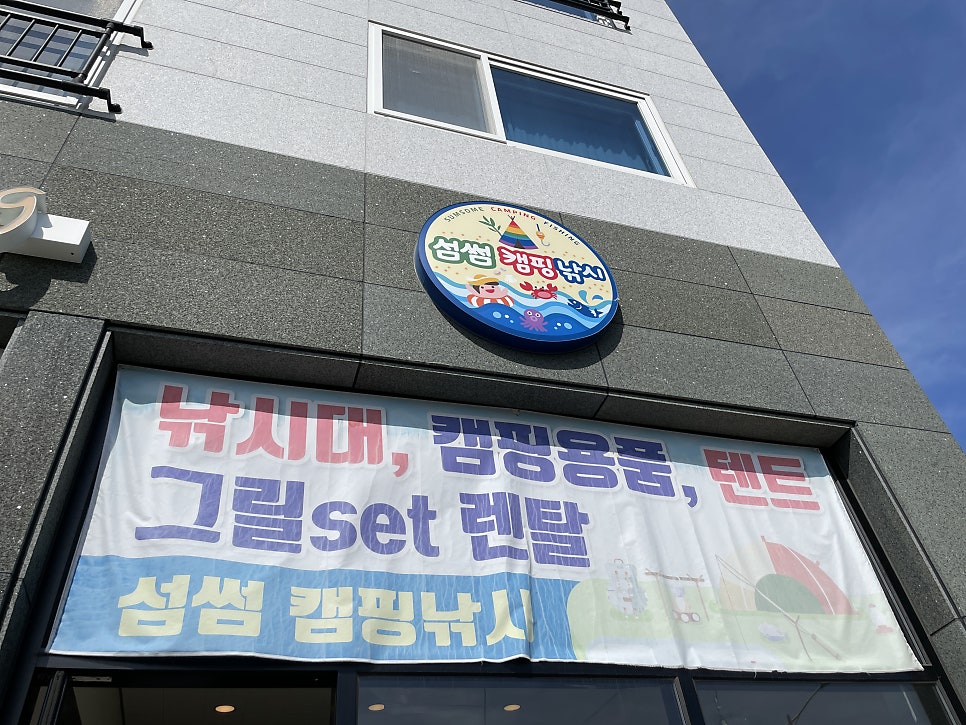 SUMSOME CAMPING FISHING
섬썸 캠핑낚시
낚시대, 캠핑용품, 텐트
그릴set 렌탈
섬썸 캠핑낚시